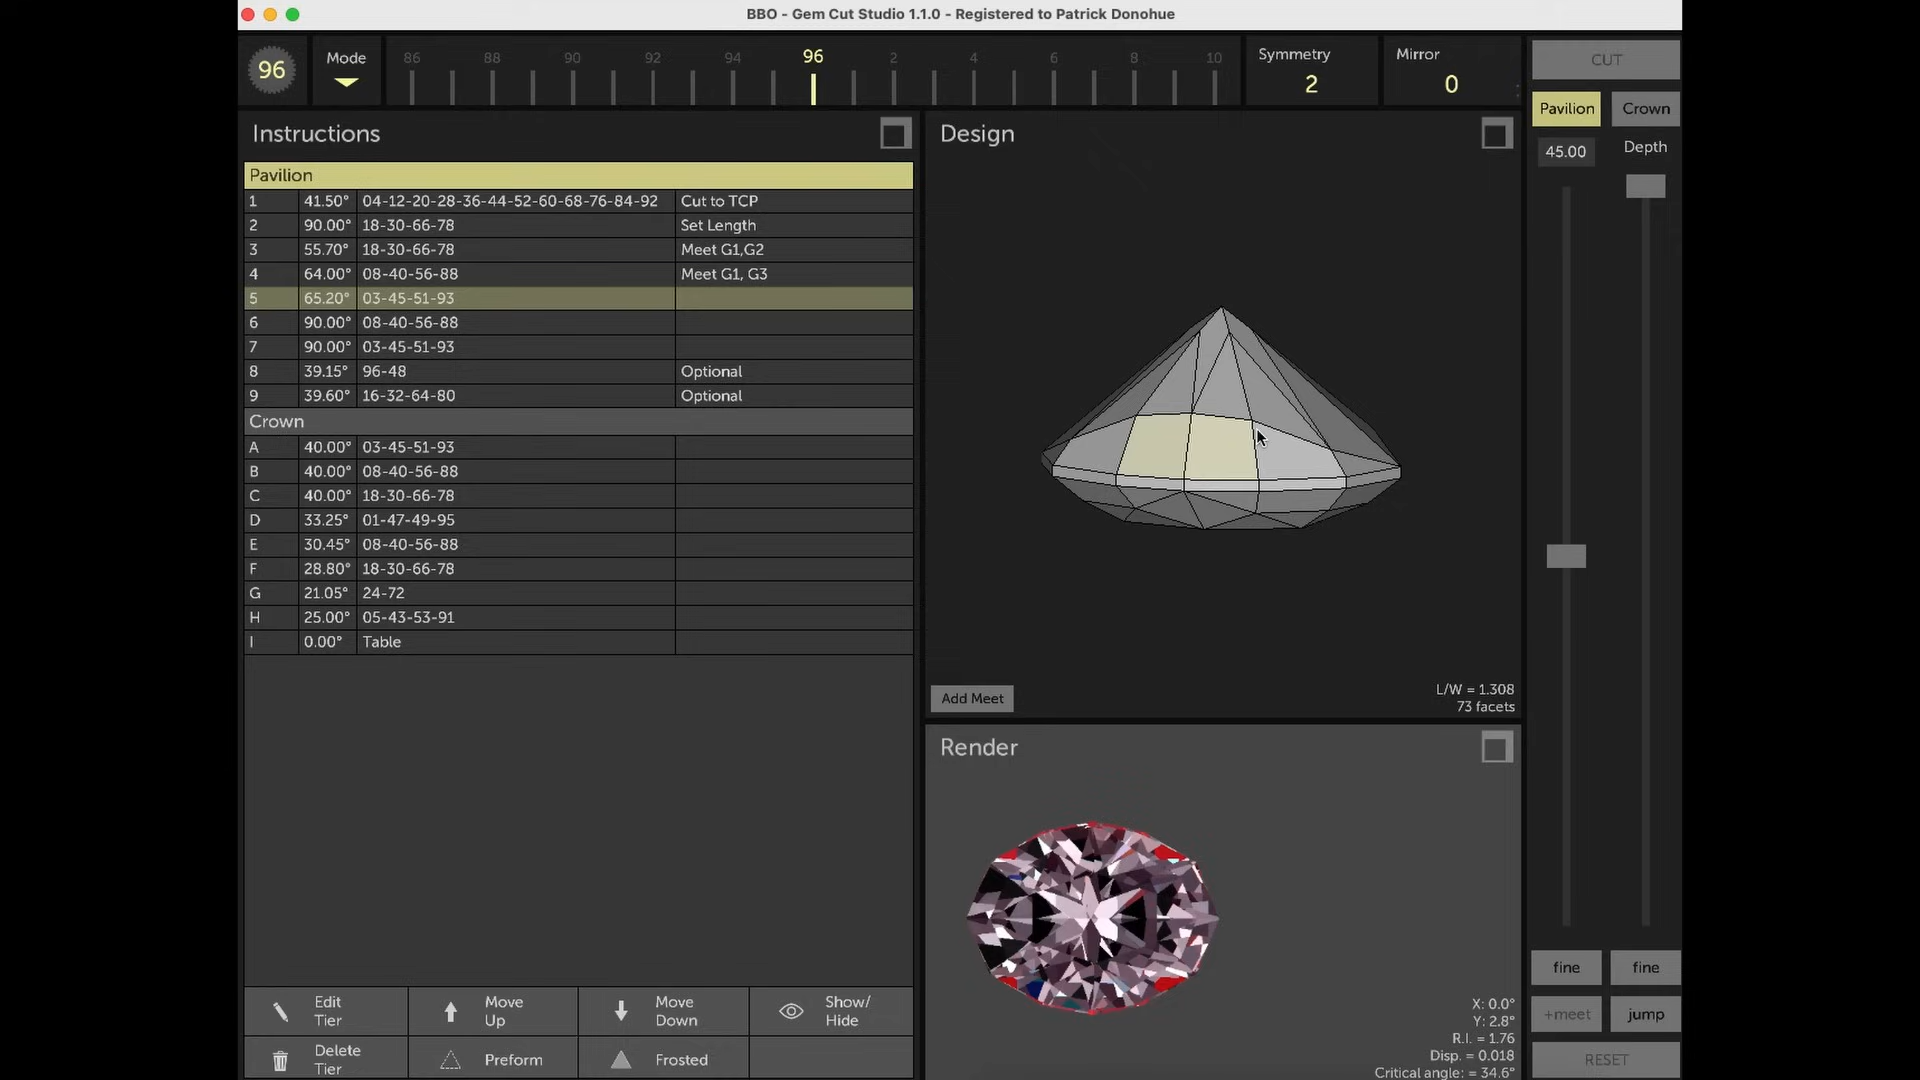 BBO - Gem Cut Studio 1.1.0 - Registered to Patrick Donohue
96
Mode
86 88 90 92 94 96 2 4 6 8 10
Symmetry
2
Mirror
0
CUT
Pavilion Crown
45.00 Depth
Instructions
Pavilion
1 41.50° 04-12-20-28-36-44-52-60-68-76-84-92 Cut to TCP
2 90.00° 18-30-66-78 Set Length
3 55.70° 18-30-66-78 Meet G1,G2
4 64.00° 08-40-56-88 Meet G1, G3
5 65.20° 03-45-51-93
6 90.00° 08-40-56-88
7 90.00° 03-45-51-93
8 39.15° 96-48 Optional
9 39.60° 16-32-64-80 Optional
Crown
A 40.00° 03-45-51-93
B 40.00° 08-40-56-88
C 40.00° 18-30-66-78
D 33.25° 01-47-49-95
E 30.45° 08-40-56-88
F 28.80° 18-30-66-78
G 21.05° 24-72
H 25.00° 05-43-53-91
I 0.00° Table
Edit Tier
Move Up
Move Down
Show/ Hide
Delete Tier
Preform
Frosted
Design
Add Meet
L/W = 1.308
73 facets
Render
X: 0.0°
Y: 2.8°
R.I. = 1.76
Disp. = 0.018
Critical angle: = 34.6°
fine fine
+meet jump
RESET